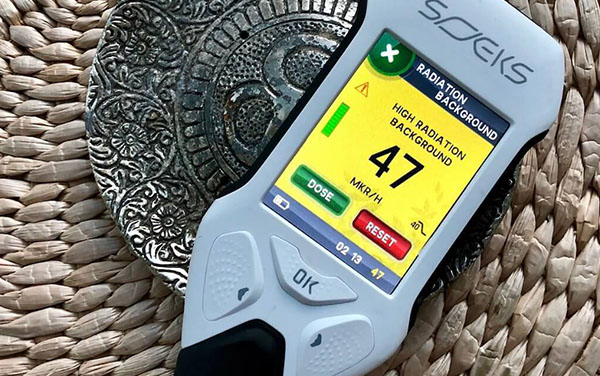 SOEKS
RADIATION
BACKGROUND
HIGH RADIATION
BACKGROUND
47
MKR/H
DOSE
RESET
02 13 47
OK